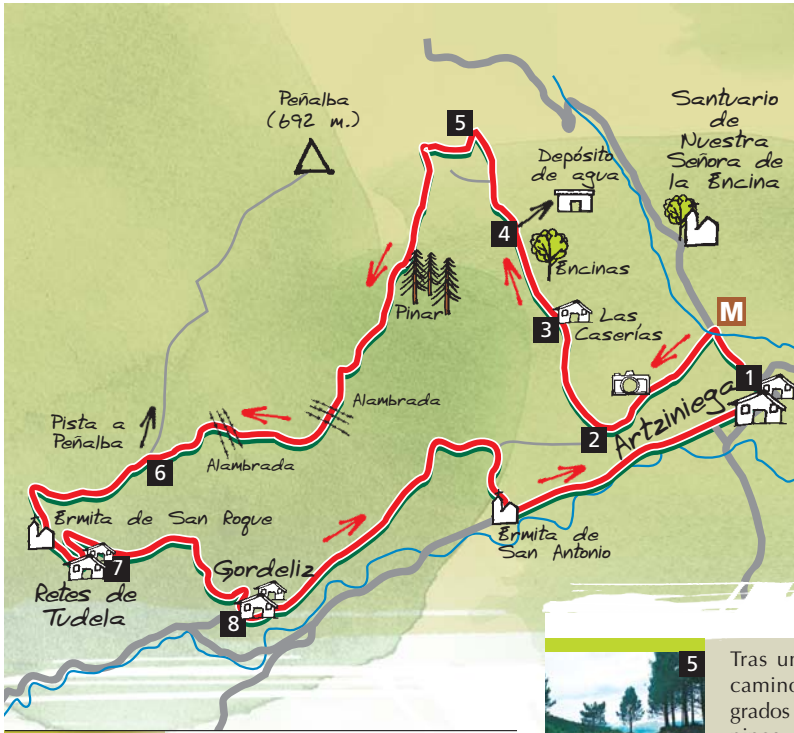 Peñalba
(692 m.)
5
Santuario
de
Nuestra
Señora de
la Encina
Depósito
de agua
4
Encinas
Pinar
3
Las
Caserías
M
1
Artziniega
2
Alambrada
Pista a
Peñalba
6
Alambrada
Ermita de San Roque
7
Retes de
Tudela
Gordeliz
8
Ermita de
San Antonio
5
Tras un
camino
grados